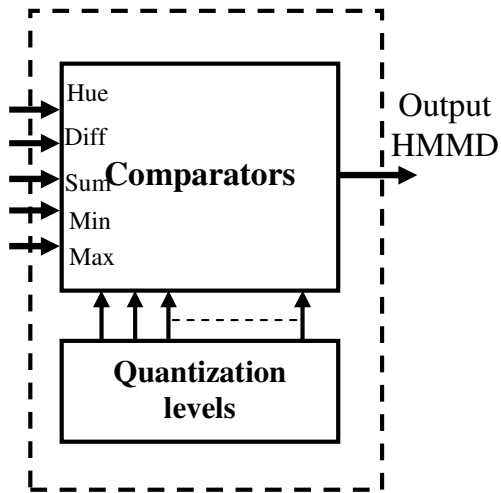 Hue
Diff
Sum
Min
Max
Comparators
Output
HMMD
Quantization
levels